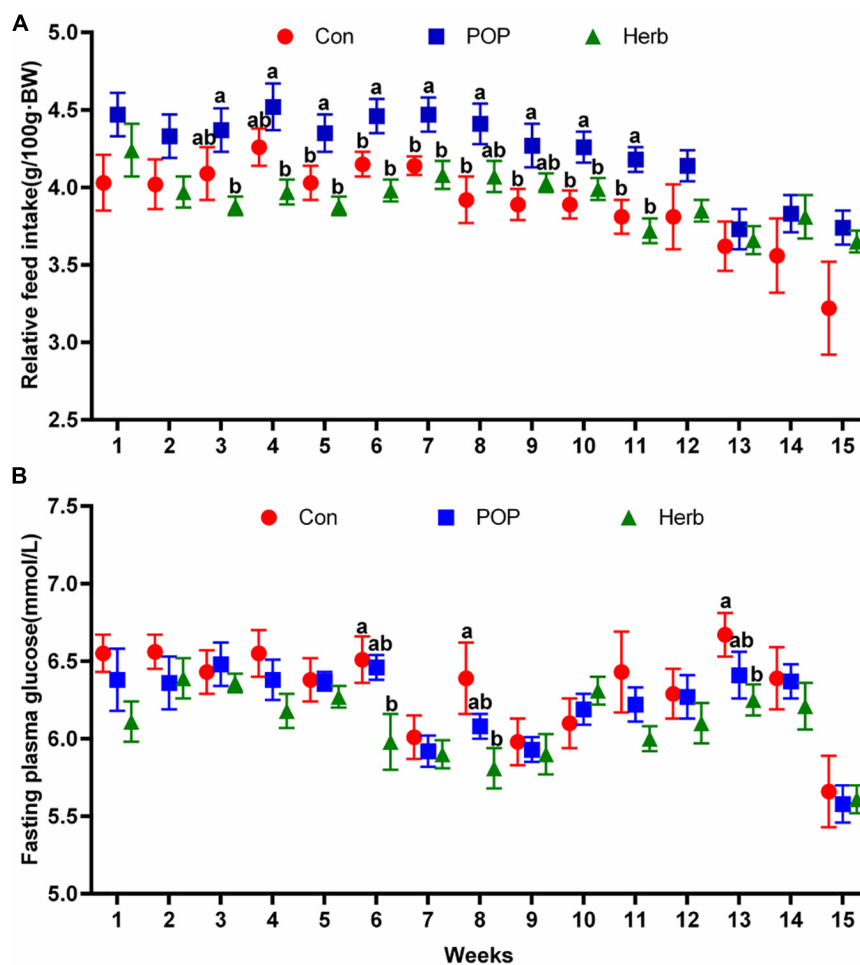 A
Con POP Herb
Relative feed intake(g/100g·BW)
5.0
4.5
4.0
3.5
3.0
2.5
a a a a a a a a a
ab ab b b b b b b b
b b b b b ab ab b b
1 2 3 4 5 6 7 8 9 10 11 12 13 14 15
B
Con POP Herb
Fasting plasma glucose(mmol/L)
7.5
7.0
6.5
6.0
5.5
5.0
a a a
ab ab ab
b b b
1 2 3 4 5 6 7 8 9 10 11 12 13 14 15
Weeks